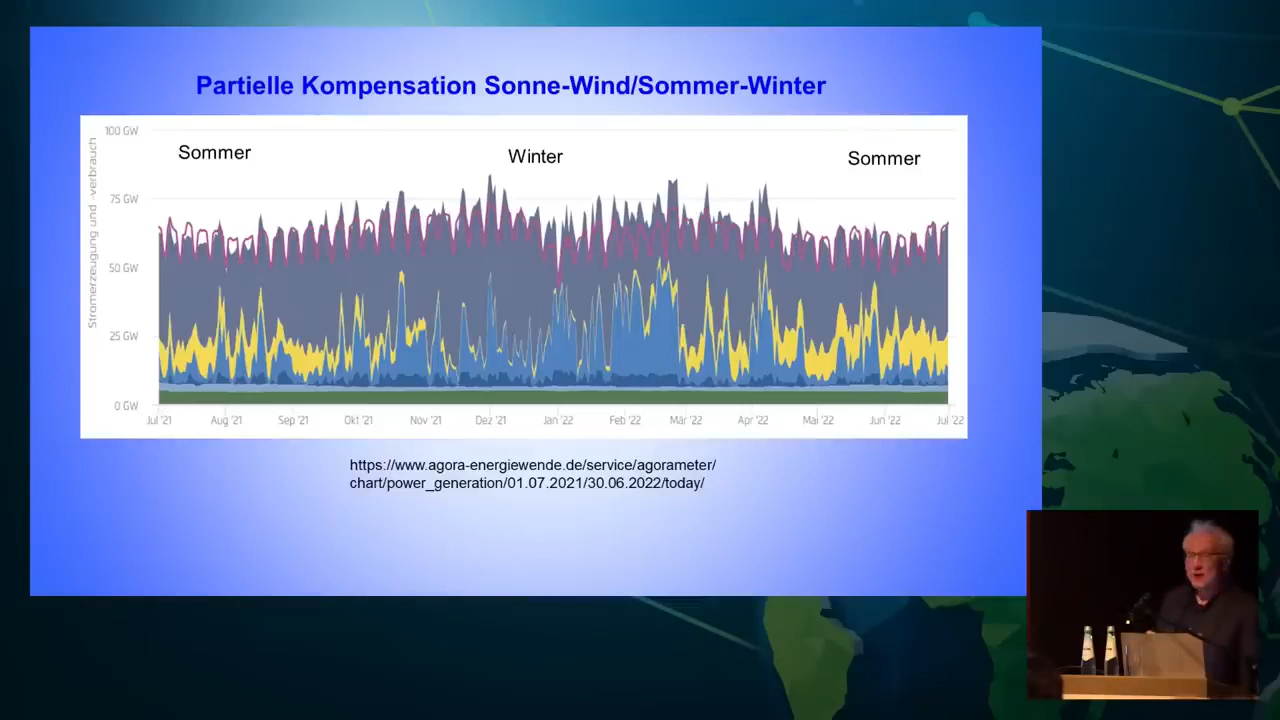 Partielle Kompensation Sonne-Wind/Sommer-Winter
Stromerzeugung und -verbrauch
100 GW
75 GW
50 GW
25 GW
0 GW
Sommer
Winter
Sommer
Jul '21
Aug '21
Sep '21
Okt '21
Nov '21
Dez '21
Jan '22
Feb '22
Mär '22
Apr '22
Mai '22
Jun '22
Jul '22
https://www.agora-energiewende.de/service/agorameter/
chart/power_generation/01.07.2021/30.06.2022/today/